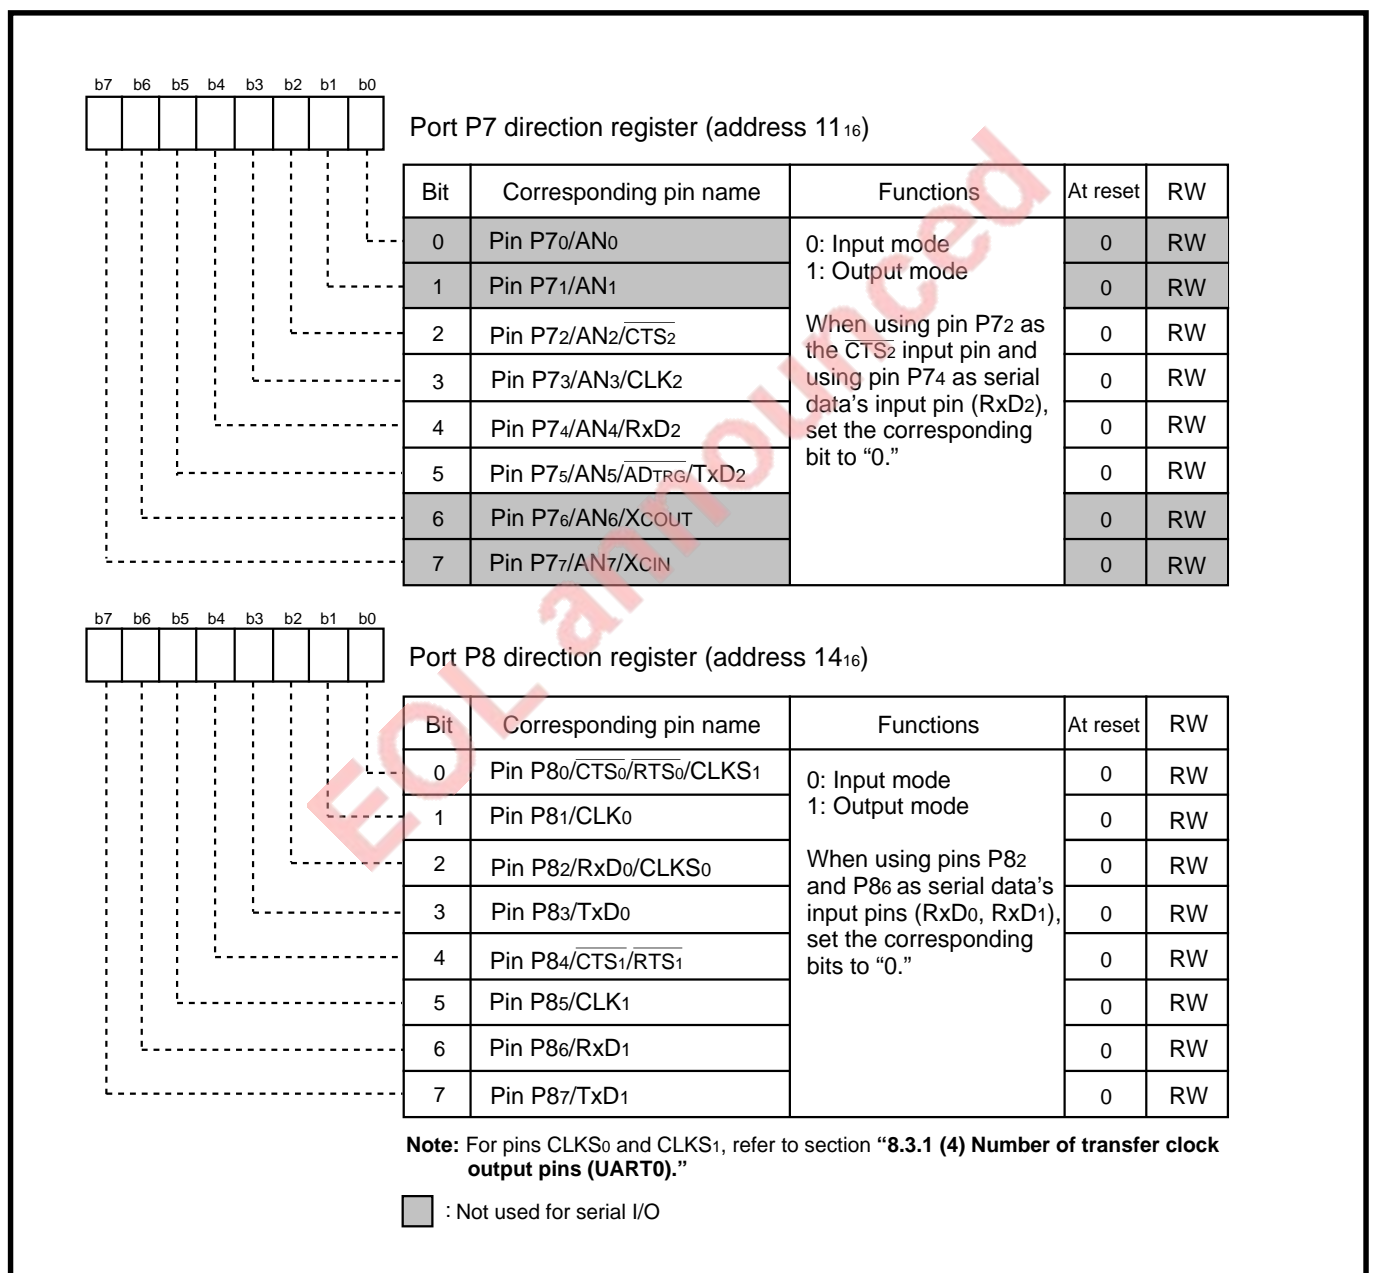 b7 b6 b5 b4 b3 b2 b1 b0
Port P7 direction register (address 11₁₆)
Bit Corresponding pin name Functions At reset RW
0 Pin P7₀/AN₀ 0 RW
1 Pin P7₁/AN₁ 0 RW
2 Pin P7₂/AN₂/C̅T̅S̅₂ 0 RW
3 Pin P7₃/AN₃/CLK₂ 0 RW
4 Pin P7₄/AN₄/RxD₂ 0 RW
5 Pin P7₅/AN₅/A̅D̅T̅R̅G̅/TxD₂ 0 RW
6 Pin P7₆/AN₆/XCOUT 0 RW
7 Pin P7₇/AN₇/XCIN 0 RW
0: Input mode
1: Output mode
When using pin P7₂ as
the C̅T̅S̅₂ input pin and
using pin P7₄ as serial
data's input pin (RxD₂),
set the corresponding
bit to “0.”
b7 b6 b5 b4 b3 b2 b1 b0
Port P8 direction register (address 14₁₆)
Bit Corresponding pin name Functions At reset RW
0 Pin P8₀/C̅T̅S̅₀/R̅T̅S̅₀/CLKS₁ 0 RW
1 Pin P8₁/CLK₀ 0 RW
2 Pin P8₂/RxD₀/CLKS₀ 0 RW
3 Pin P8₃/TxD₀ 0 RW
4 Pin P8₄/C̅T̅S̅₁/R̅T̅S̅₁ 0 RW
5 Pin P8₅/CLK₁ 0 RW
6 Pin P8₆/RxD₁ 0 RW
7 Pin P8₇/TxD₁ 0 RW
0: Input mode
1: Output mode
When using pins P8₂
and P8₆ as serial data's
input pins (RxD₀, RxD₁),
set the corresponding
bits to “0.”
Note: For pins CLKS₀ and CLKS₁, refer to section “8.3.1 (4) Number of transfer clock
output pins (UART0).”
: Not used for serial I/O
EOL announced